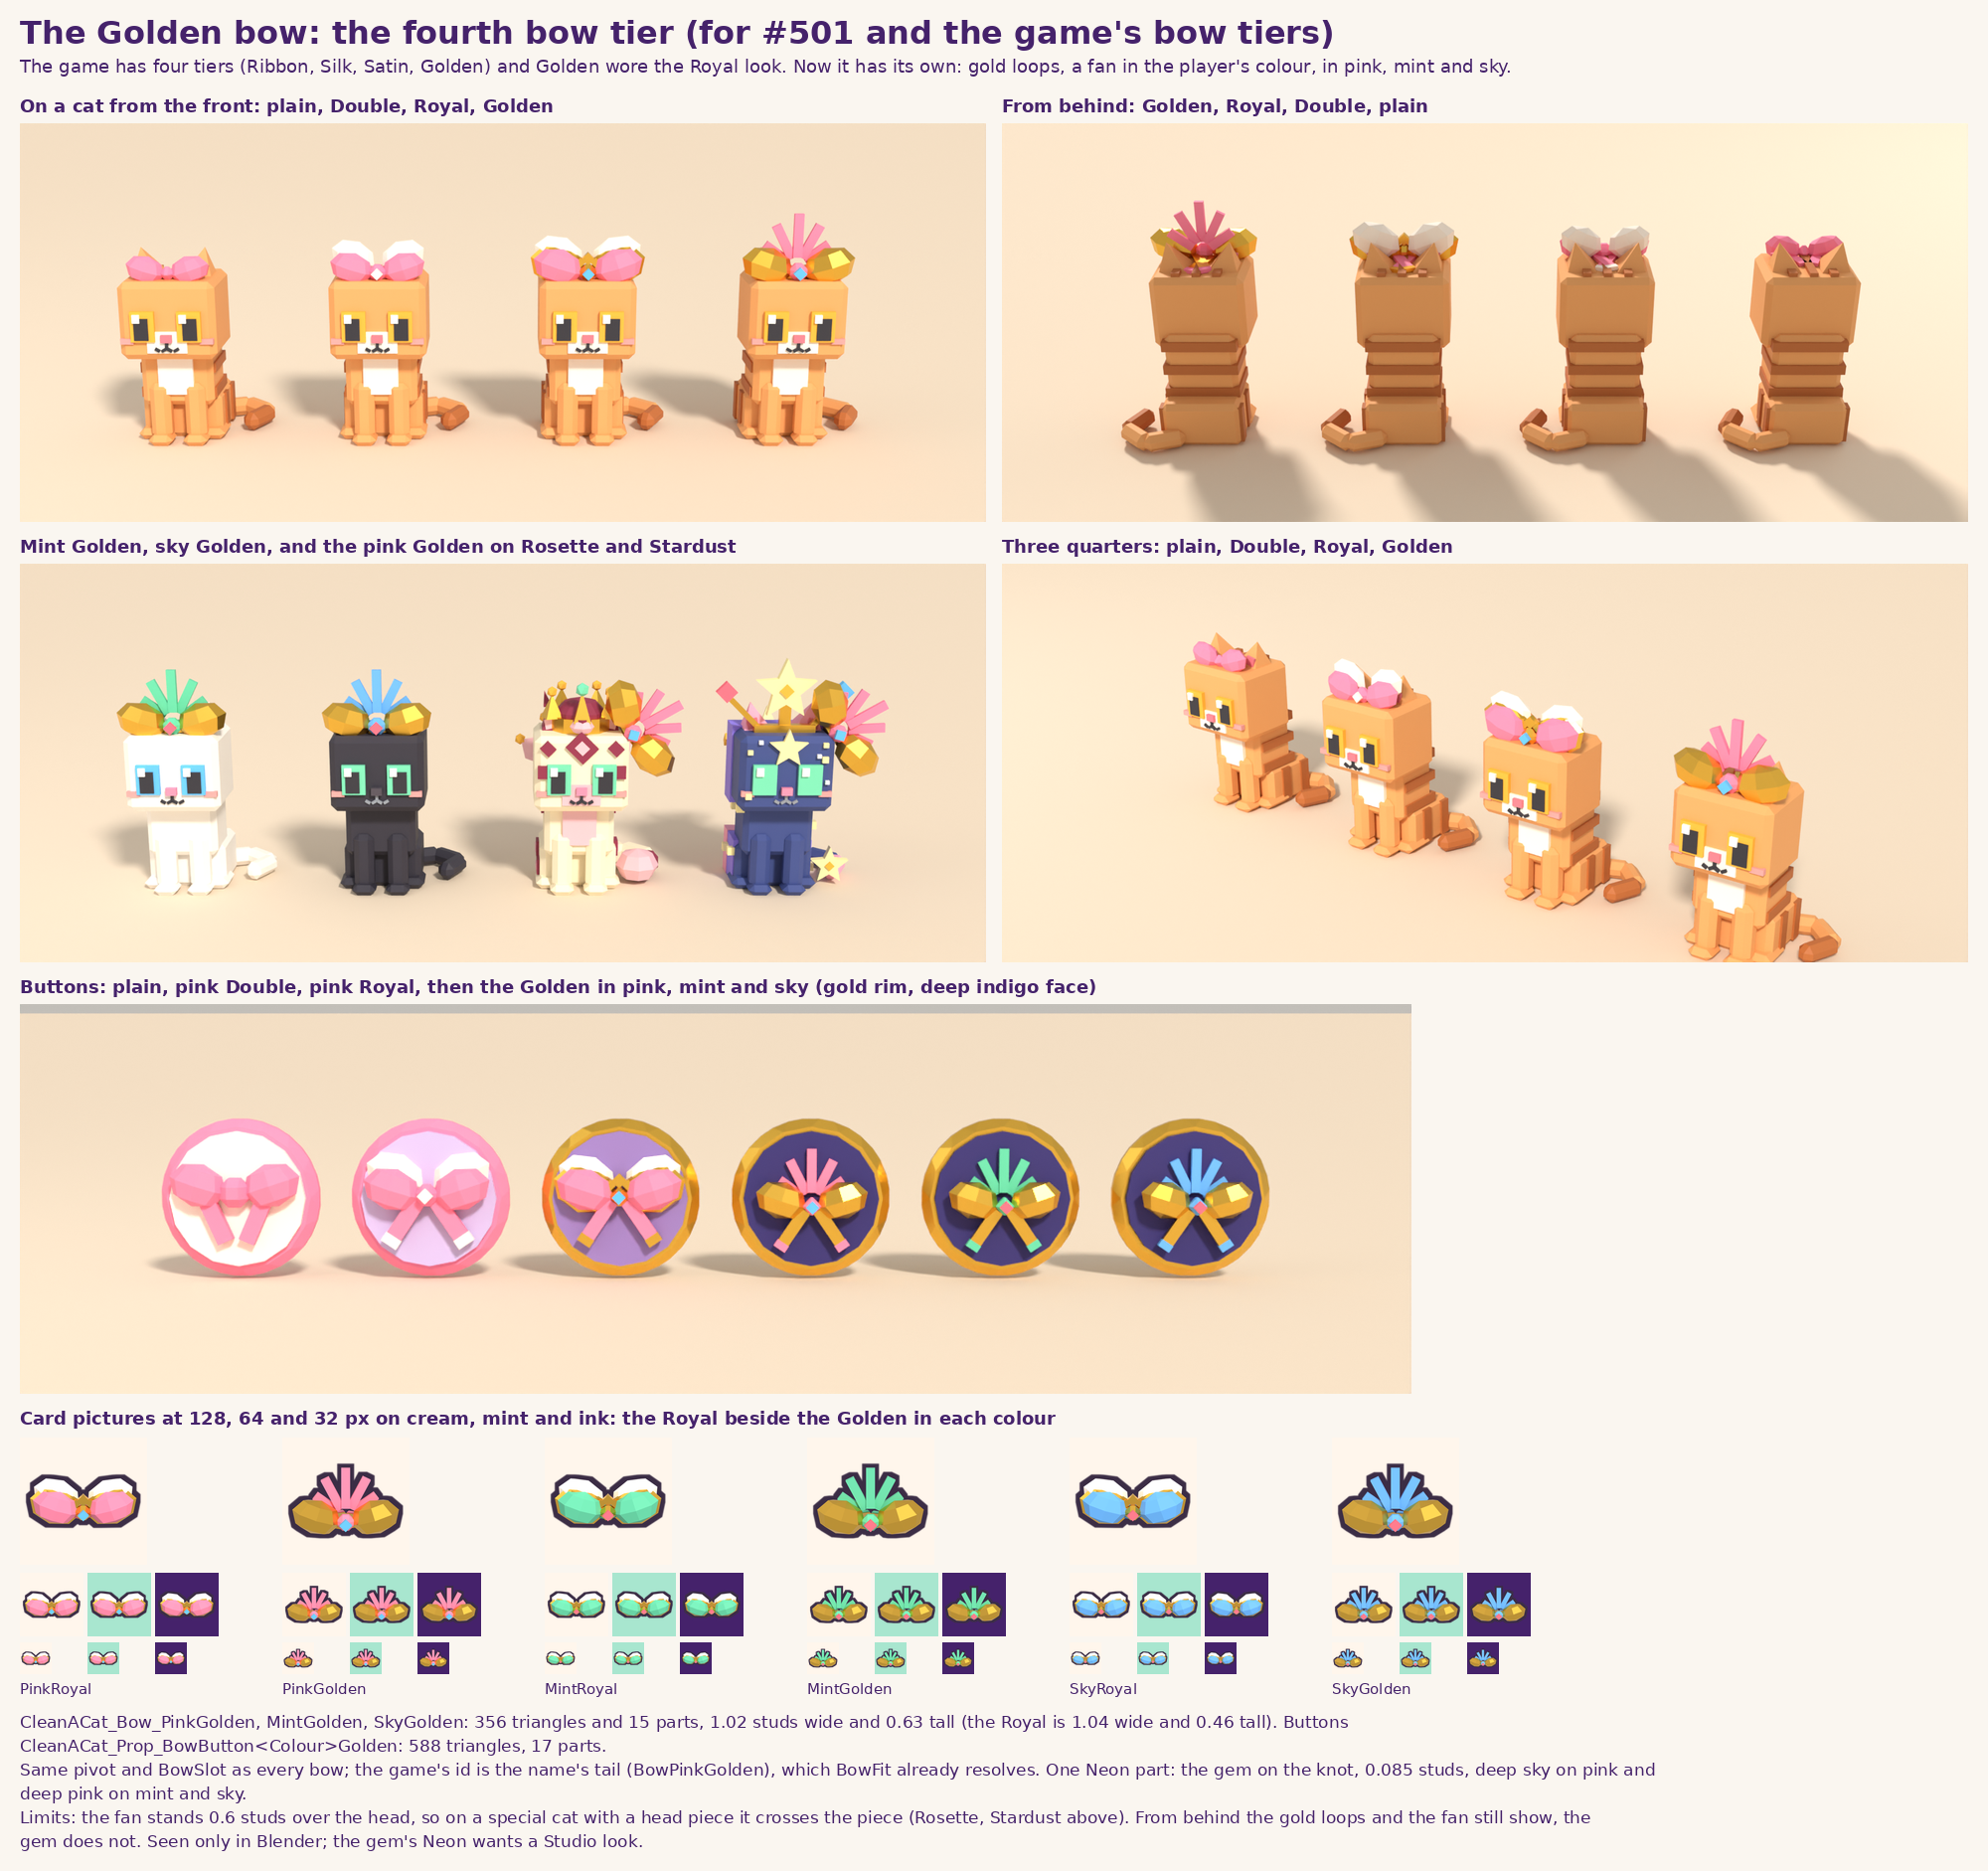 The Golden bow: the fourth bow tier (for #501 and the game's bow tiers)
The game has four tiers (Ribbon, Silk, Satin, Golden) and Golden wore the Royal look. Now it has its own: gold loops, a fan in the player's colour, in pink, mint and sky.
On a cat from the front: plain, Double, Royal, Golden
From behind: Golden, Royal, Double, plain
Mint Golden, sky Golden, and the pink Golden on Rosette and Stardust
Three quarters: plain, Double, Royal, Golden
Buttons: plain, pink Double, pink Royal, then the Golden in pink, mint and sky (gold rim, deep indigo face)
Card pictures at 128, 64 and 32 px on cream, mint and ink: the Royal beside the Golden in each colour
PinkRoyal
PinkGolden
MintRoyal
MintGolden
SkyRoyal
SkyGolden
CleanACat_Bow_PinkGolden, MintGolden, SkyGolden: 356 triangles and 15 parts, 1.02 studs wide and 0.63 tall (the Royal is 1.04 wide and 0.46 tall). Buttons
CleanACat_Prop_BowButton<Colour>Golden: 588 triangles, 17 parts.
Same pivot and BowSlot as every bow; the game's id is the name's tail (BowPinkGolden), which BowFit already resolves. One Neon part: the gem on the knot, 0.085 studs, deep sky on pink and
deep pink on mint and sky.
Limits: the fan stands 0.6 studs over the head, so on a special cat with a head piece it crosses the piece (Rosette, Stardust above). From behind the gold loops and the fan still show, the
gem does not. Seen only in Blender; the gem's Neon wants a Studio look.